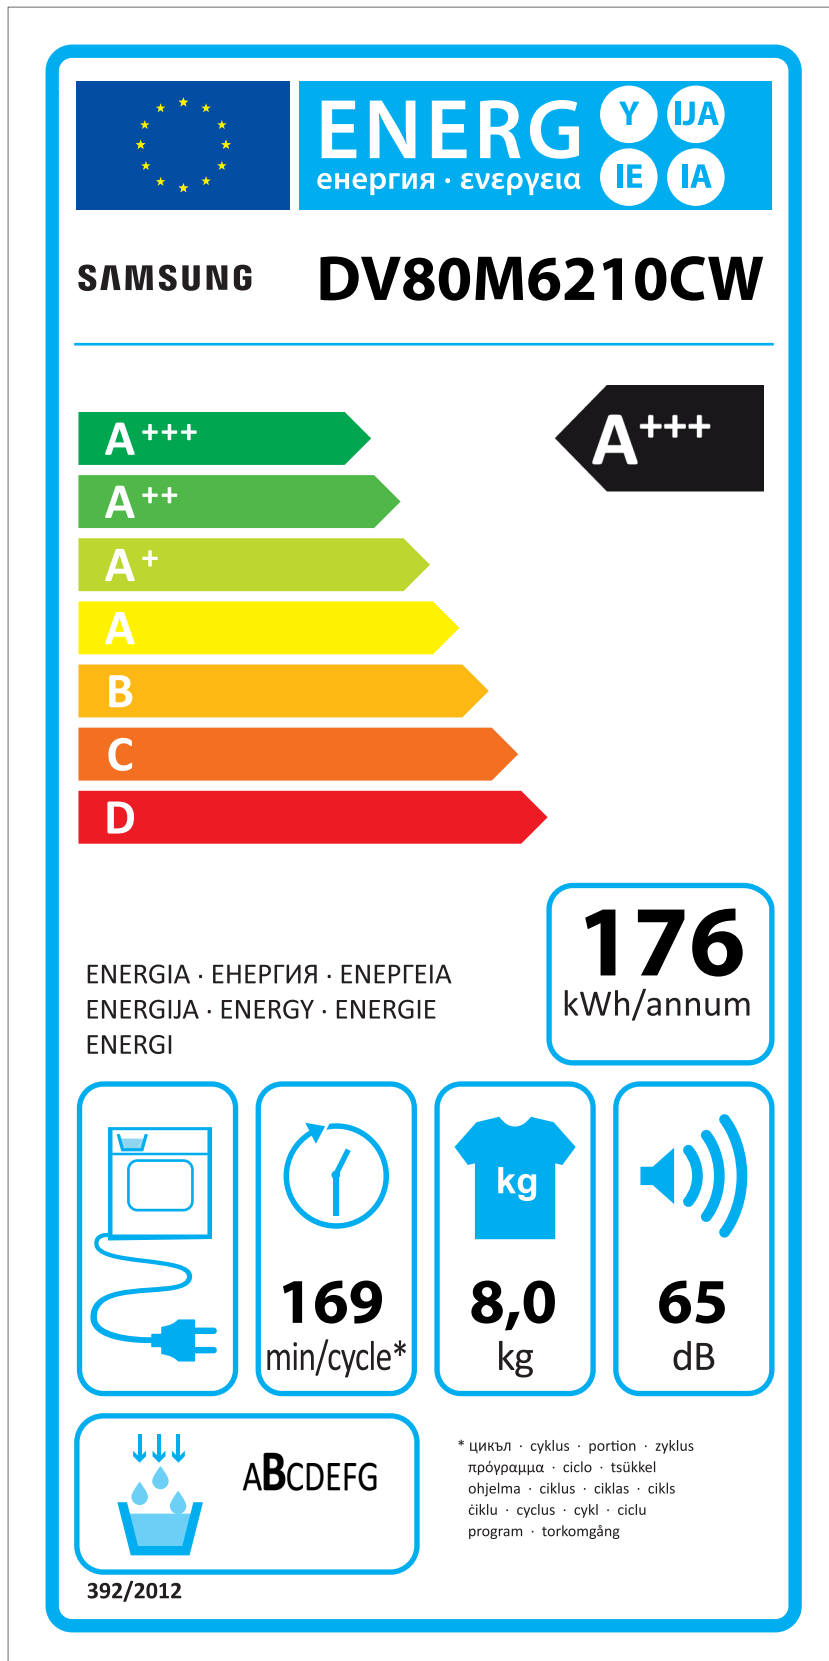 ENERG Y IJA
енергия · ενεργεια IE IA
SAMSUNG DV80M6210CW
A+++ A+++
A++
A+
A
B
C
D
176
kWh/annum
ENERGIA · ЕНЕРГИЯ · ΕΝΕΡΓΕΙΑ
ENERGIJA · ENERGY · ENERGIE
ENERGI
kg
169 8,0 65
min/cycle* kg dB
ABCDEFG
* цикъл · cyklus · portion · zyklus
πρόγραμμα · ciclo · tsükkel
ohjelma · ciklus · ciklas · cikls
ċiklu · cyclus · cykl · ciclu
program · torkomgång
392/2012